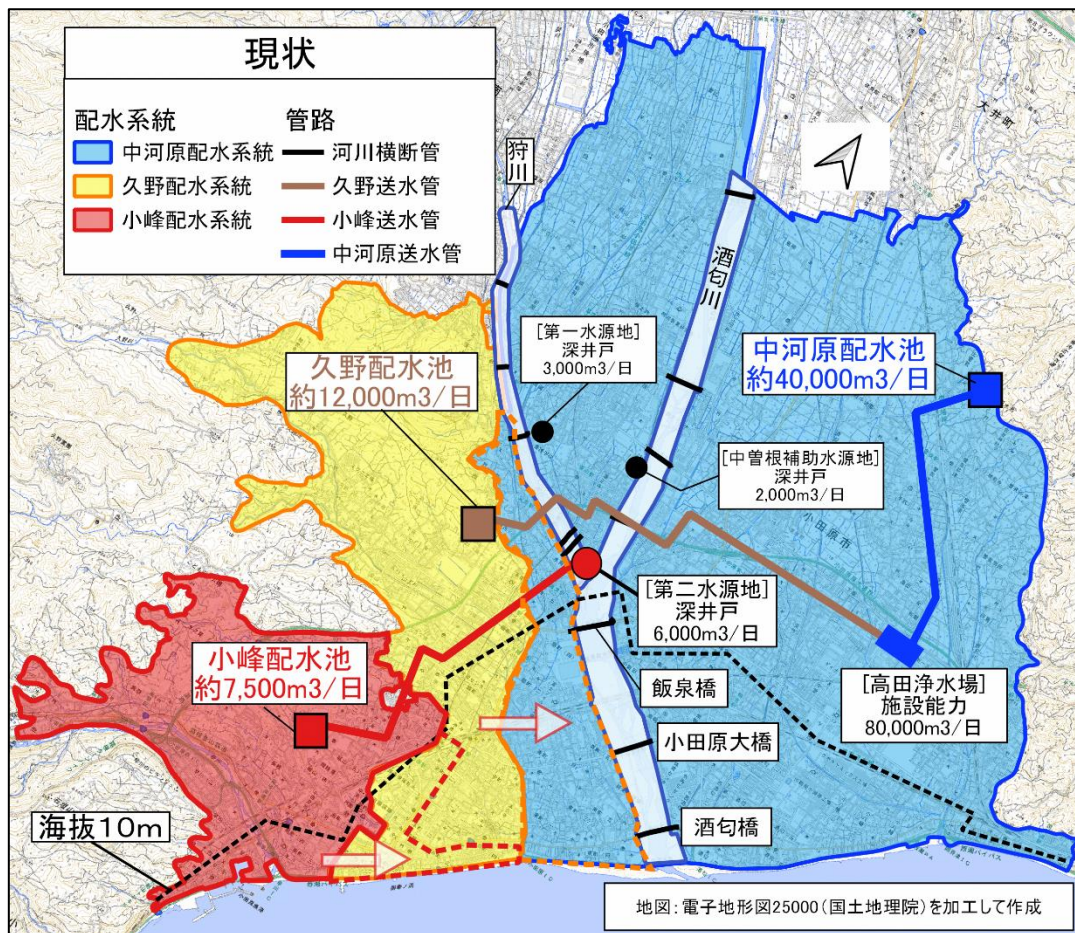 現状
配水系統
中河原配水系統
久野配水系統
小峰配水系統
管路
河川横断管
久野送水管
小峰送水管
中河原送水管
狩川
大井町
酒匂川
[第一水源地]
深井戸
3,000m3/日
久野配水池
約12,000m3/日
中河原配水池
約40,000m3/日
[中曽根補助水源地]
深井戸
2,000m3/日
小田原市
[第二水源地]
深井戸
6,000m3/日
小峰配水池
約7,500m3/日
飯泉橋
[高田浄水場]
施設能力
80,000m3/日
小田原大橋
海抜10m
酒匂橋
地図:電子地形図25000(国土地理院)を加工して作成